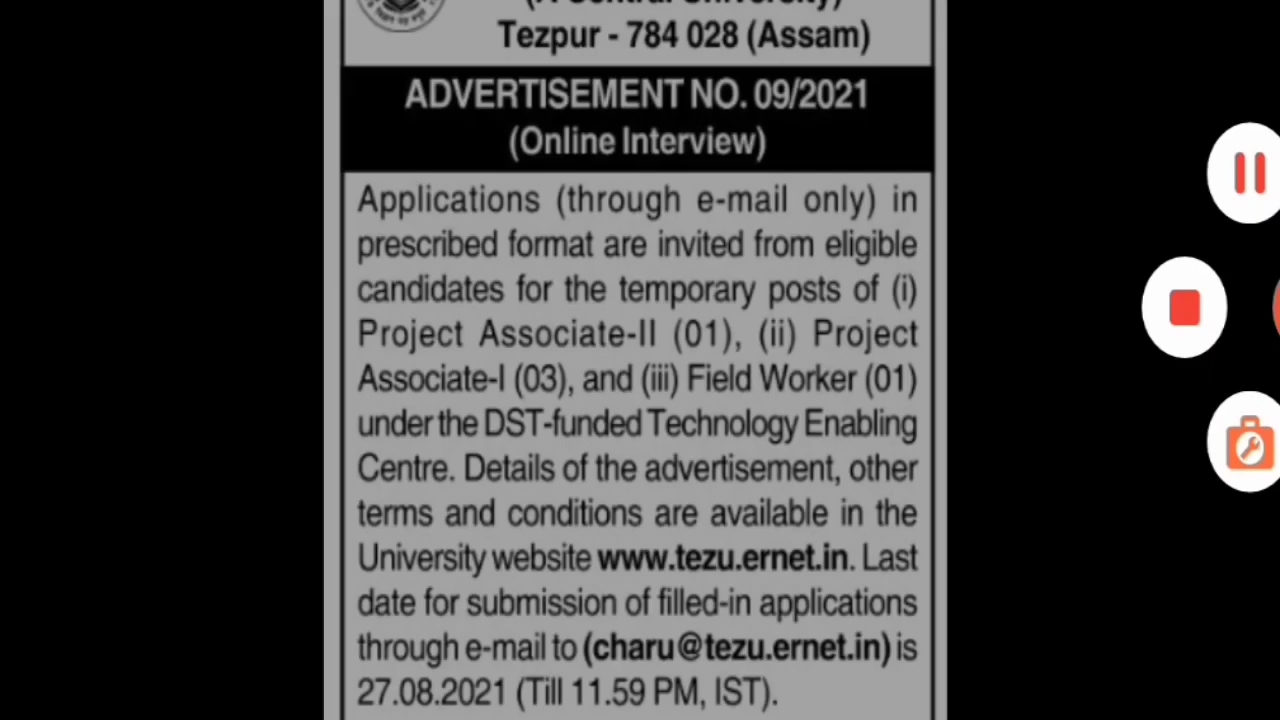 (A Central University)
Tezpur - 784 028 (Assam)
ADVERTISEMENT NO. 09/2021
(Online Interview)
Applications (through e-mail only) in
prescribed format are invited from eligible
candidates for the temporary posts of (i)
Project Associate-II (01), (ii) Project
Associate-I (03), and (iii) Field Worker (01)
under the DST-funded Technology Enabling
Centre. Details of the advertisement, other
terms and conditions are available in the
University website www.tezu.ernet.in. Last
date for submission of filled-in applications
through e-mail to (charu@tezu.ernet.in) is
27.08.2021 (Till 11.59 PM, IST).